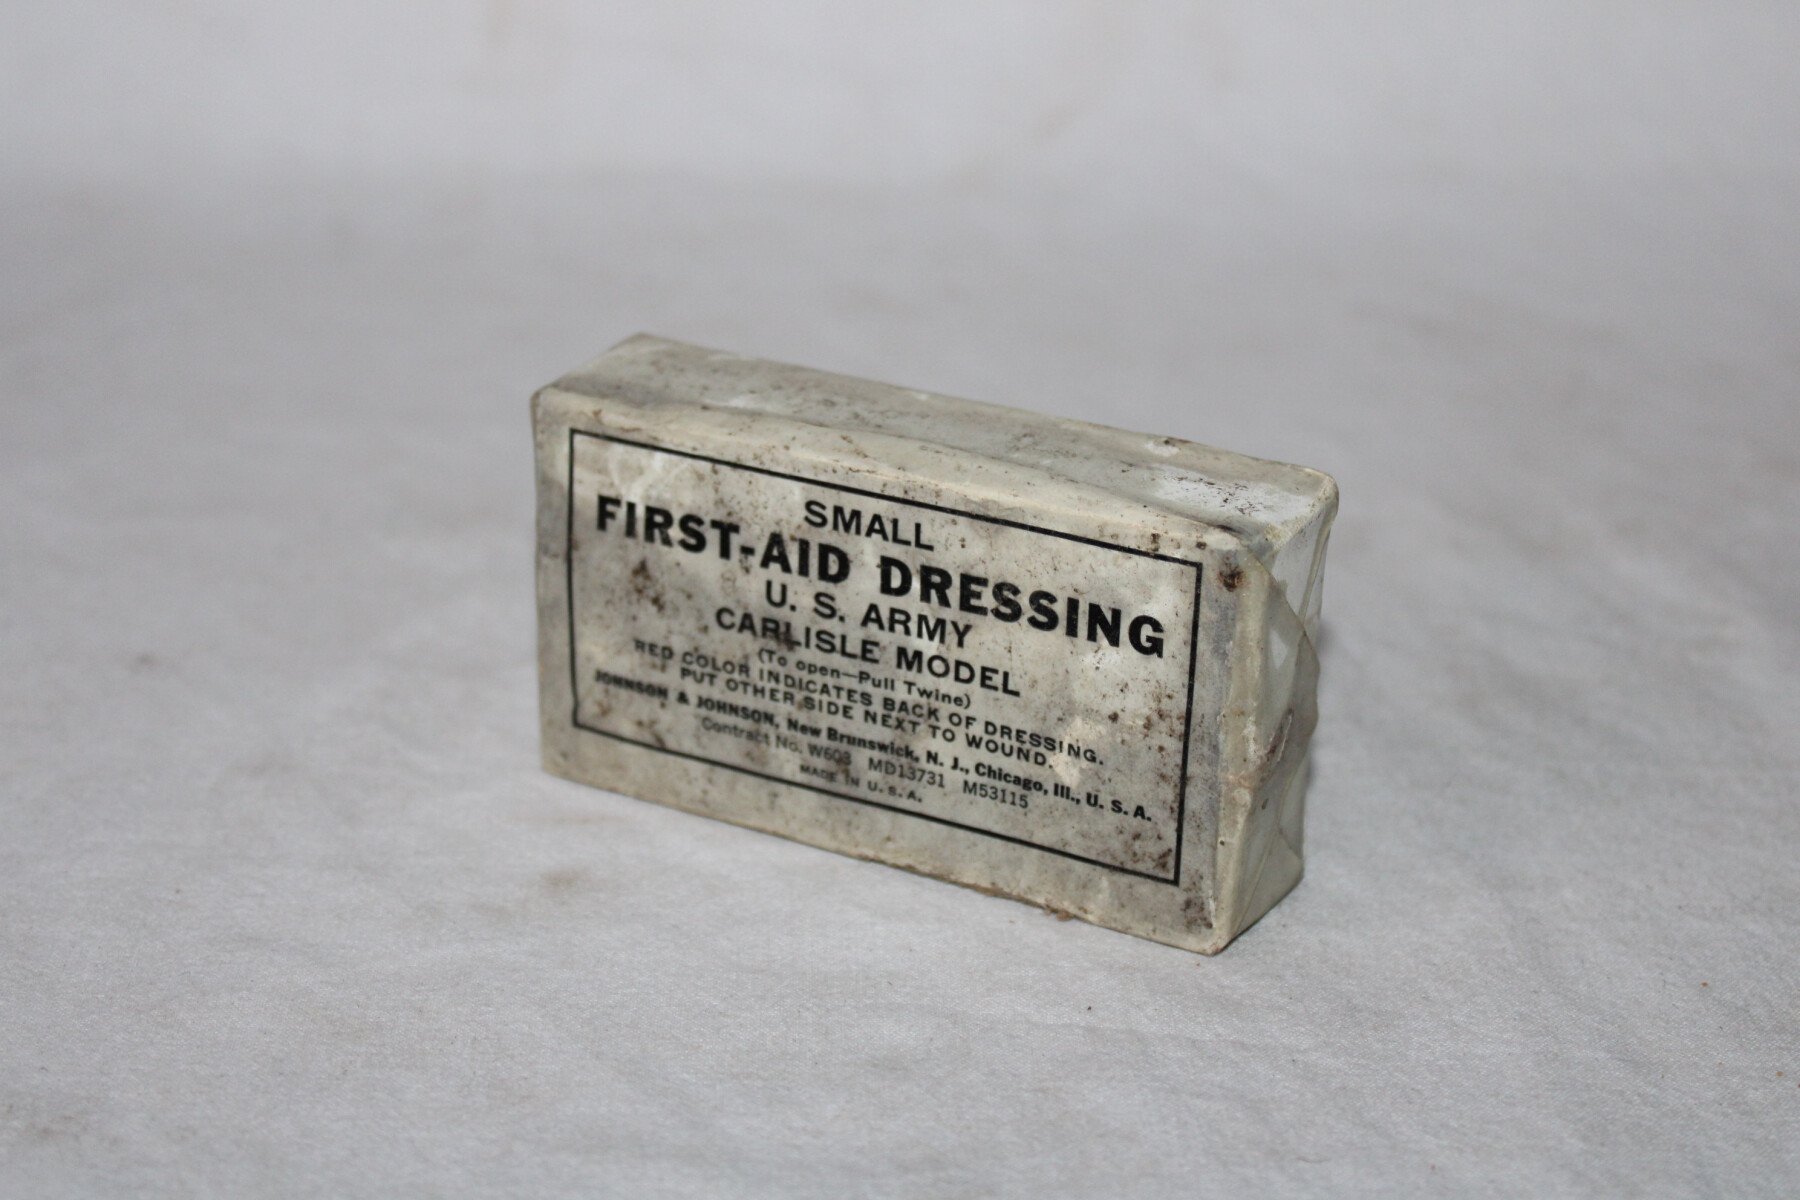 SMALL
FIRST-AID DRESSING
U. S. ARMY
CARLISLE MODEL
(To open—Pull Twine)
RED COLOR INDICATES BACK OF DRESSING.
PUT OTHER SIDE NEXT TO WOUND.
JOHNSON & JOHNSON, New Brunswick, N. J., Chicago, Ill., U. S. A.
Contract No. W603 MD13731 M53115
MADE IN U. S. A.